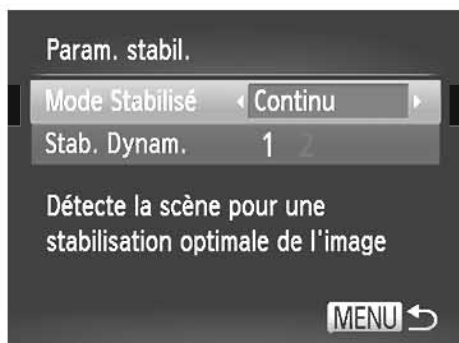 Param. stabil.
Mode Stabilisé Continu
Stab. Dynam. 1 2
Détecte la scène pour une
stabilisation optimale de l'image
MENU